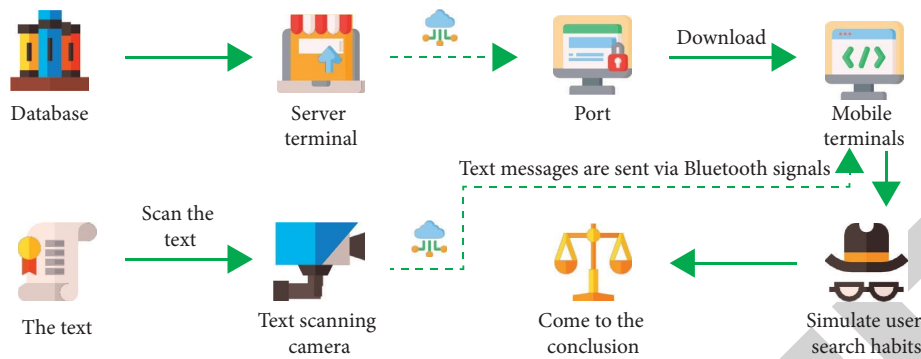 Download
Database
Server
terminal
Port
Mobile
terminals
Text messages are sent via Bluetooth signals
Scan the
text
The text
Text scanning
camera
Come to the
conclusion
Simulate user
search habits